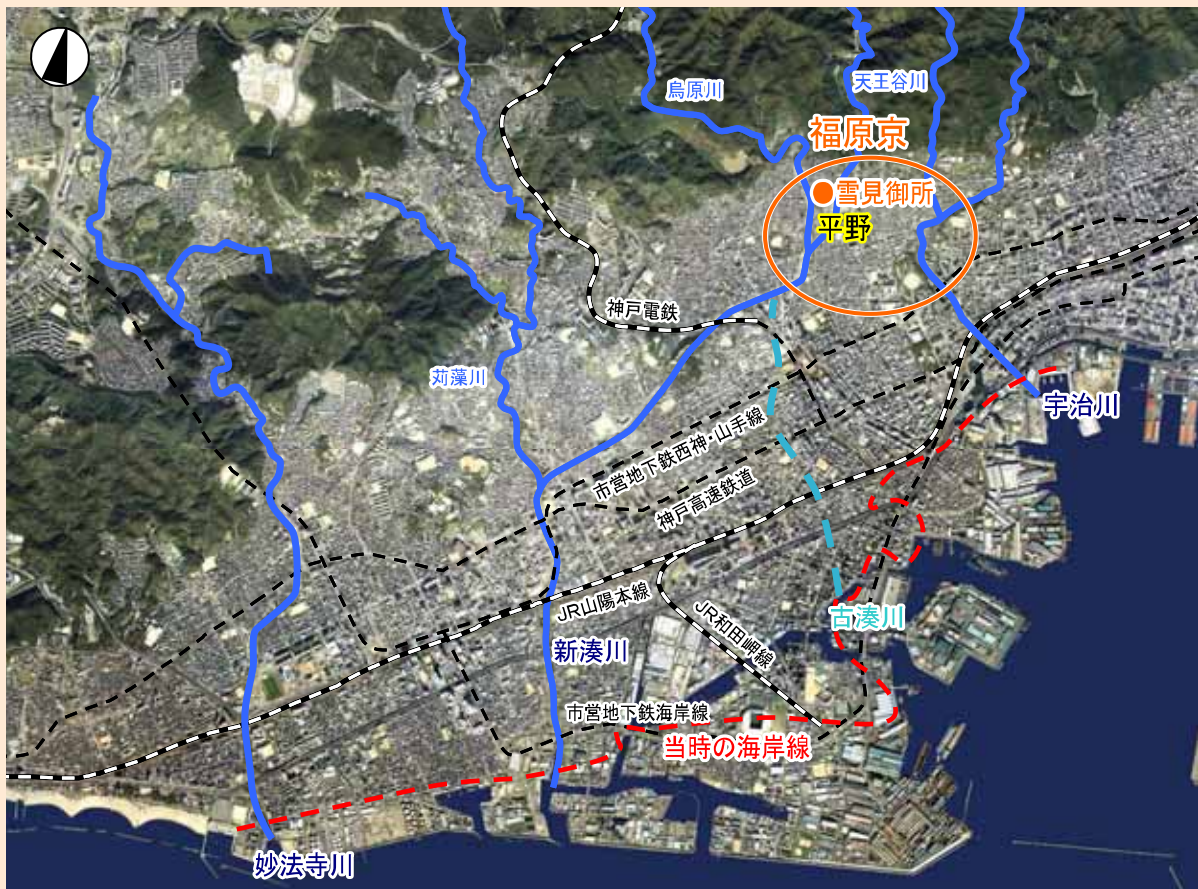 烏原川
天王谷川
福原京
雪見御所
平野
神戸電鉄
苅藻川
宇治川
市営地下鉄西神・山手線
神戸高速鉄道
JR山陽本線
JR和田岬線
古湊川
新湊川
市営地下鉄海岸線
当時の海岸線
妙法寺川